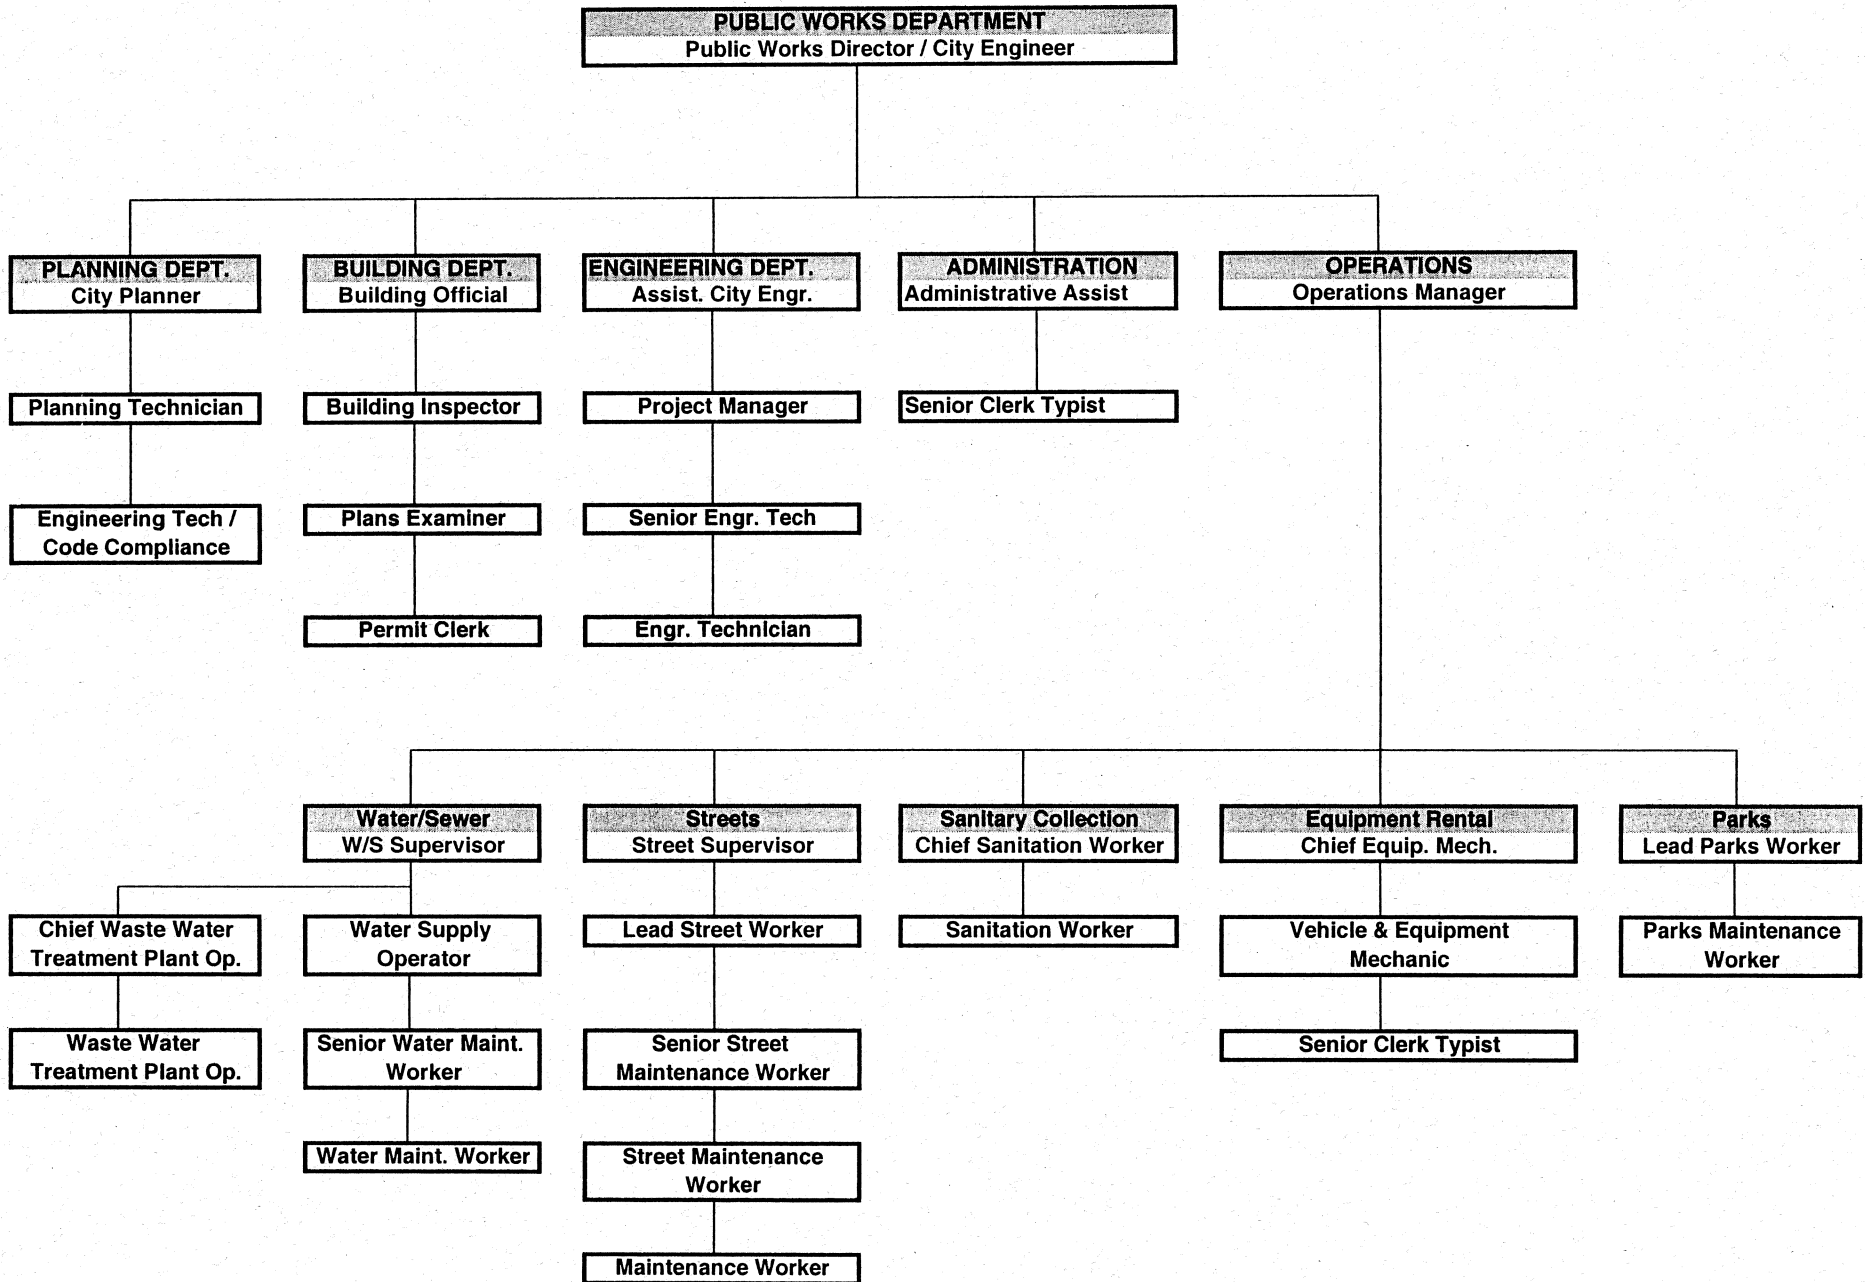 PUBLIC WORKS DEPARTMENT
Public Works Director / City Engineer
PLANNING DEPT.
City Planner
BUILDING DEPT.
Building Official
ENGINEERING DEPT.
Assist. City Engr.
ADMINISTRATION
Administrative Assist
OPERATIONS
Operations Manager
Planning Technician
Building Inspector
Project Manager
Senior Clerk Typist
Engineering Tech /
Code Compliance
Plans Examiner
Senior Engr. Tech
Permit Clerk
Engr. Technician
Water/Sewer
W/S Supervisor
Streets
Street Supervisor
Sanitary Collection
Chief Sanitation Worker
Equipment Rental
Chief Equip. Mech.
Parks
Lead Parks Worker
Chief Waste Water
Treatment Plant Op.
Water Supply
Operator
Lead Street Worker
Sanitation Worker
Vehicle & Equipment
Mechanic
Parks Maintenance
Worker
Waste Water
Treatment Plant Op.
Senior Water Maint.
Worker
Senior Street
Maintenance Worker
Senior Clerk Typist
Water Maint. Worker
Street Maintenance
Worker
Maintenance Worker